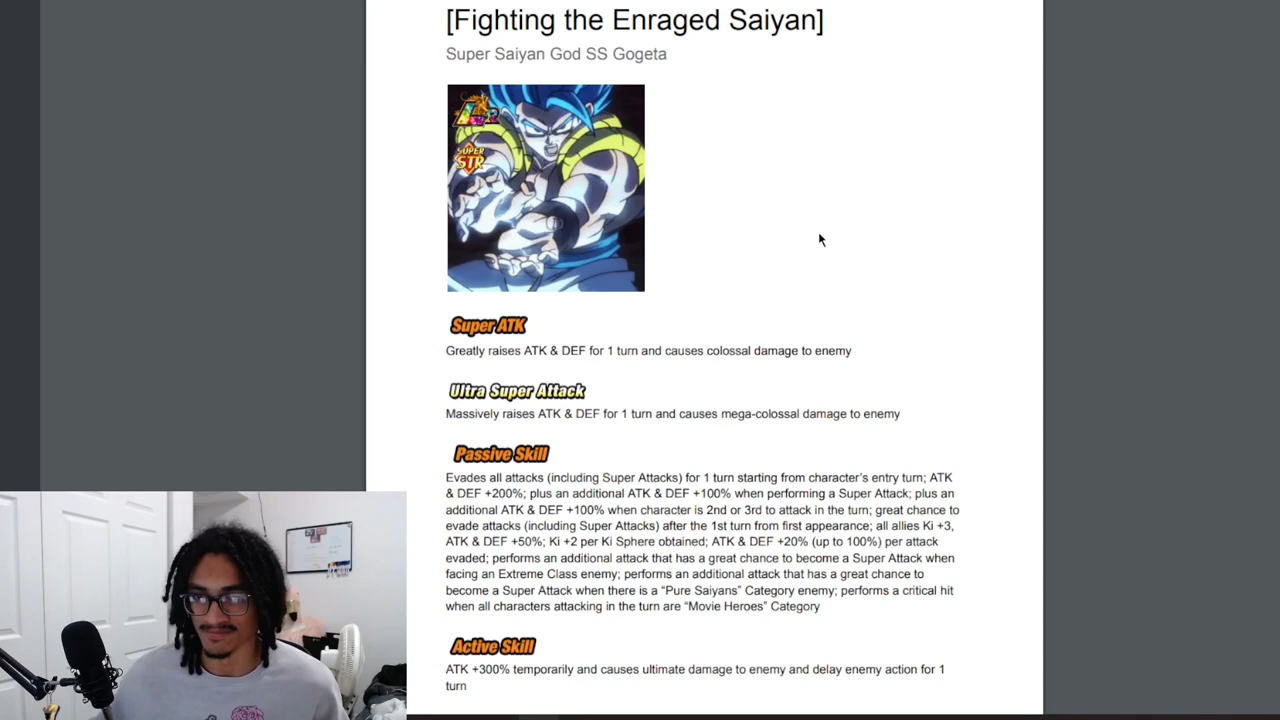 [Fighting the Enraged Saiyan]
Super Saiyan God SS Gogeta
LR
SUPER
STR
Super ATK
Greatly raises ATK & DEF for 1 turn and causes colossal damage to enemy
Ultra Super Attack
Massively raises ATK & DEF for 1 turn and causes mega-colossal damage to enemy
Passive Skill
Evades all attacks (including Super Attacks) for 1 turn starting from character's entry turn; ATK
& DEF +200%; plus an additional ATK & DEF +100% when performing a Super Attack; plus an
additional ATK & DEF +100% when character is 2nd or 3rd to attack in the turn; great chance to
evade attacks (including Super Attacks) after the 1st turn from first appearance; all allies Ki +3,
ATK & DEF +50%; Ki +2 per Ki Sphere obtained; ATK & DEF +20% (up to 100%) per attack
evaded; performs an additional attack that has a great chance to become a Super Attack when
facing an Extreme Class enemy; performs an additional attack that has a great chance to
become a Super Attack when there is a “Pure Saiyans” Category enemy; performs a critical hit
when all characters attacking in the turn are “Movie Heroes” Category
Active Skill
ATK +300% temporarily and causes ultimate damage to enemy and delay enemy action for 1
turn